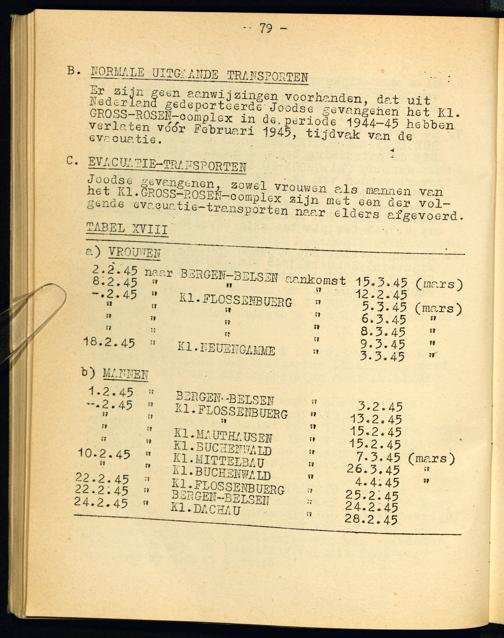 -- 79 -
B. NORMALE UITGAANDE TRANSPORTEN
Er zijn geen aanwijzingen voorhanden, dat uit
Nederland gedeporteerde Joodse gevangenen het Kl.
GROSS-ROSEN-complex in de periode 1944-45 hebben
verlaten vóór Februari 1945, tijdvak van de
evacuatie.
C. EVACUATIE-TRANSPORTEN
Joodse gevangenen, zowel vrouwen als mannen van
het Kl.GROSS-ROSEN-complex zijn met een der vol-
gende evacuatie-transporten naar elders afgevoerd.
TABEL XVIII
a) VROUWEN
2.2.45 naar BERGEN-BELSEN aankomst 15.3.45 (mars)
8.2.45 " " " 12.2.45
-.2.45 " Kl.FLOSSENBUERG " 5.3.45 (mars)
" " " " 6.3.45 "
" " " " 8.3.45 "
" " " " 9.3.45 "
18.2.45 " Kl.NEUENGAMME " 3.3.45 "
b) MANNEN
1.2.45 " BERGEN-BELSEN " 3.2.45
--.2.45 " Kl.FLOSSENBUERG " 13.2.45
" " " " 15.2.45
" " Kl.MAUTHAUSEN " 15.2.45
" " Kl.BUCHENWALD " 7.3.45 (mars)
10.2.45 " Kl.MITTELBAU " 26.3.45 "
" " Kl.BUCHENWALD " 4.4.45 "
22.2.45 " Kl.FLOSSENBUERG " 25.2.45
22.2.45 " BERGEN-BELSEN " 24.2.45
24.2.45 " Kl.DACHAU " 28.2.45